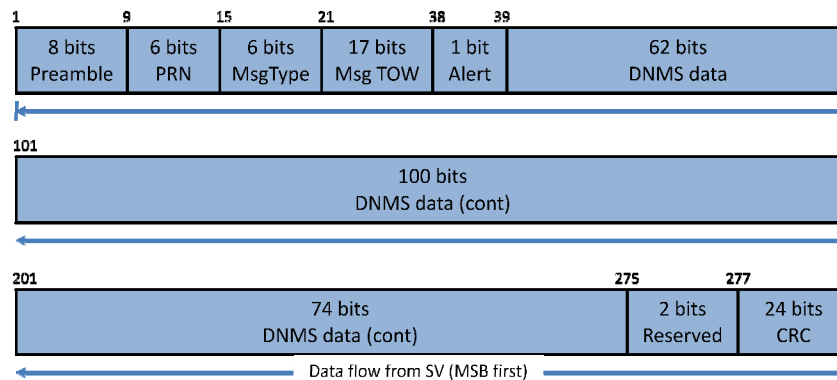 1 9 15 21 38 39
8 bits 6 bits 6 bits 17 bits 1 bit 62 bits
Preamble PRN MsgType Msg TOW Alert DNMS data
101
100 bits
DNMS data (cont)
201 275 277
74 bits 2 bits 24 bits
DNMS data (cont) Reserved CRC
Data flow from SV (MSB first)